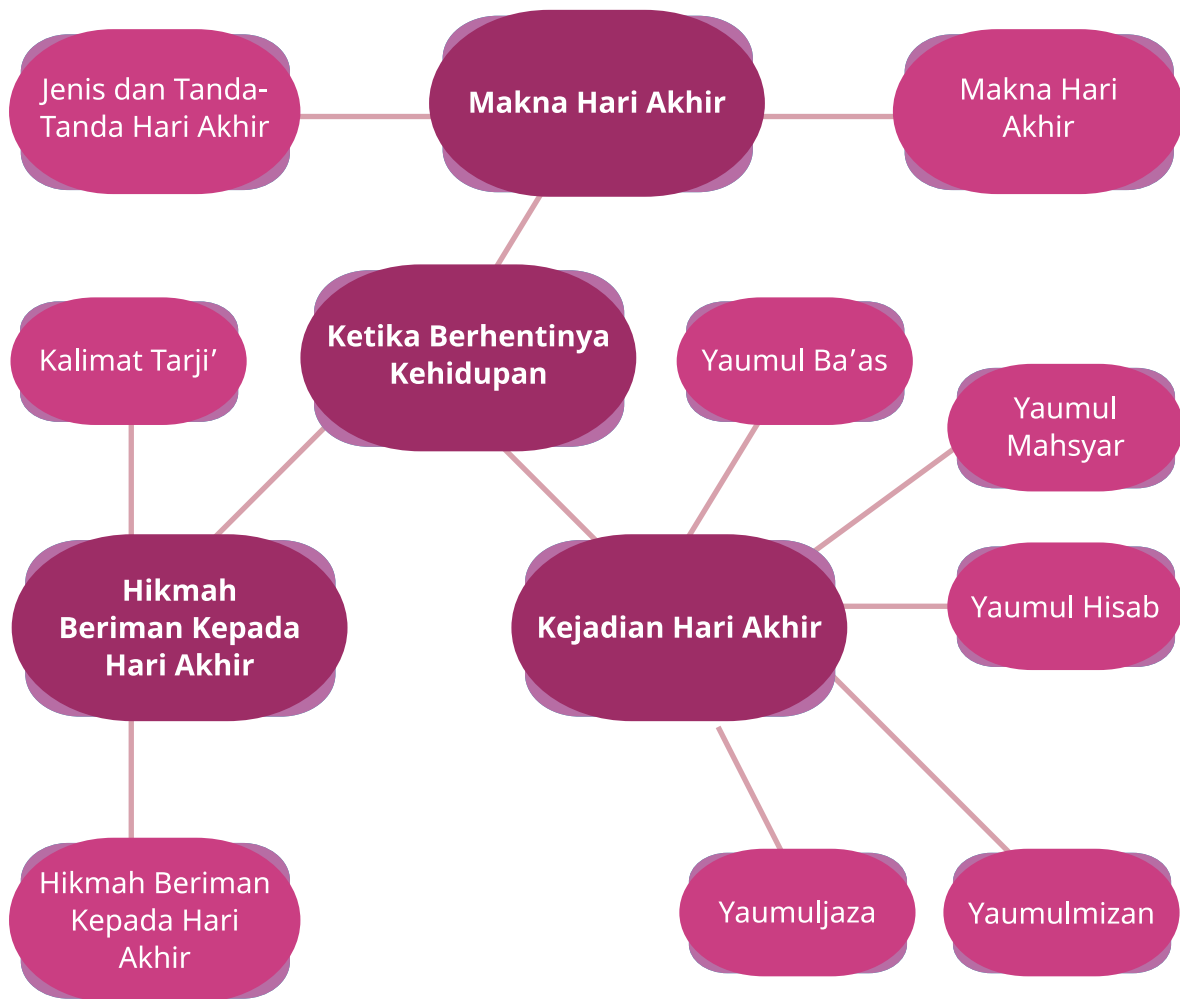 Jenis dan Tanda-
Tanda Hari Akhir
Makna Hari Akhir
Makna Hari
Akhir
Ketika Berhentinya
Kehidupan
Kalimat Tarji’
Yaumul Ba’as
Yaumul
Mahsyar
Hikmah
Beriman Kepada
Hari Akhir
Kejadian Hari Akhir
Yaumul Hisab
Hikmah Beriman
Kepada Hari
Akhir
Yaumuljaza
Yaumulmizan